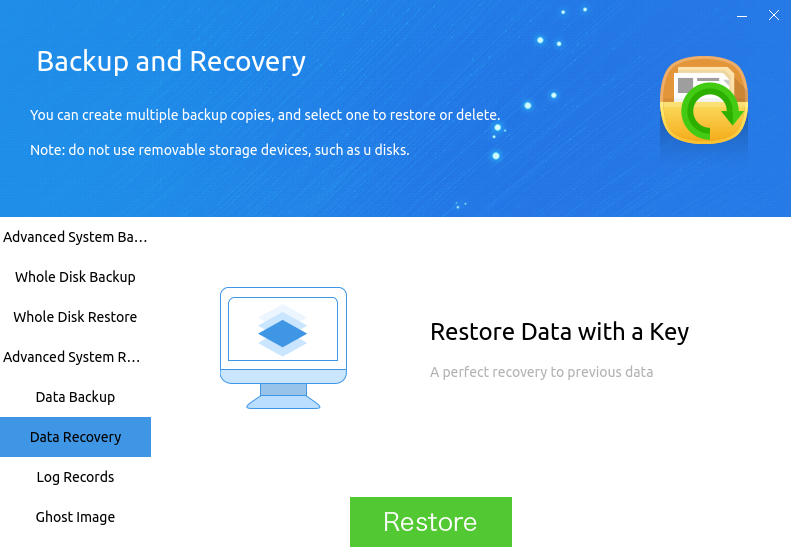 Backup and Recovery
You can create multiple backup copies, and select one to restore or delete.
Note: do not use removable storage devices, such as u disks.
Advanced System Ba...
Whole Disk Backup
Whole Disk Restore
Advanced System R...
Data Backup
Data Recovery
Log Records
Ghost Image
Restore Data with a Key
A perfect recovery to previous data
Restore